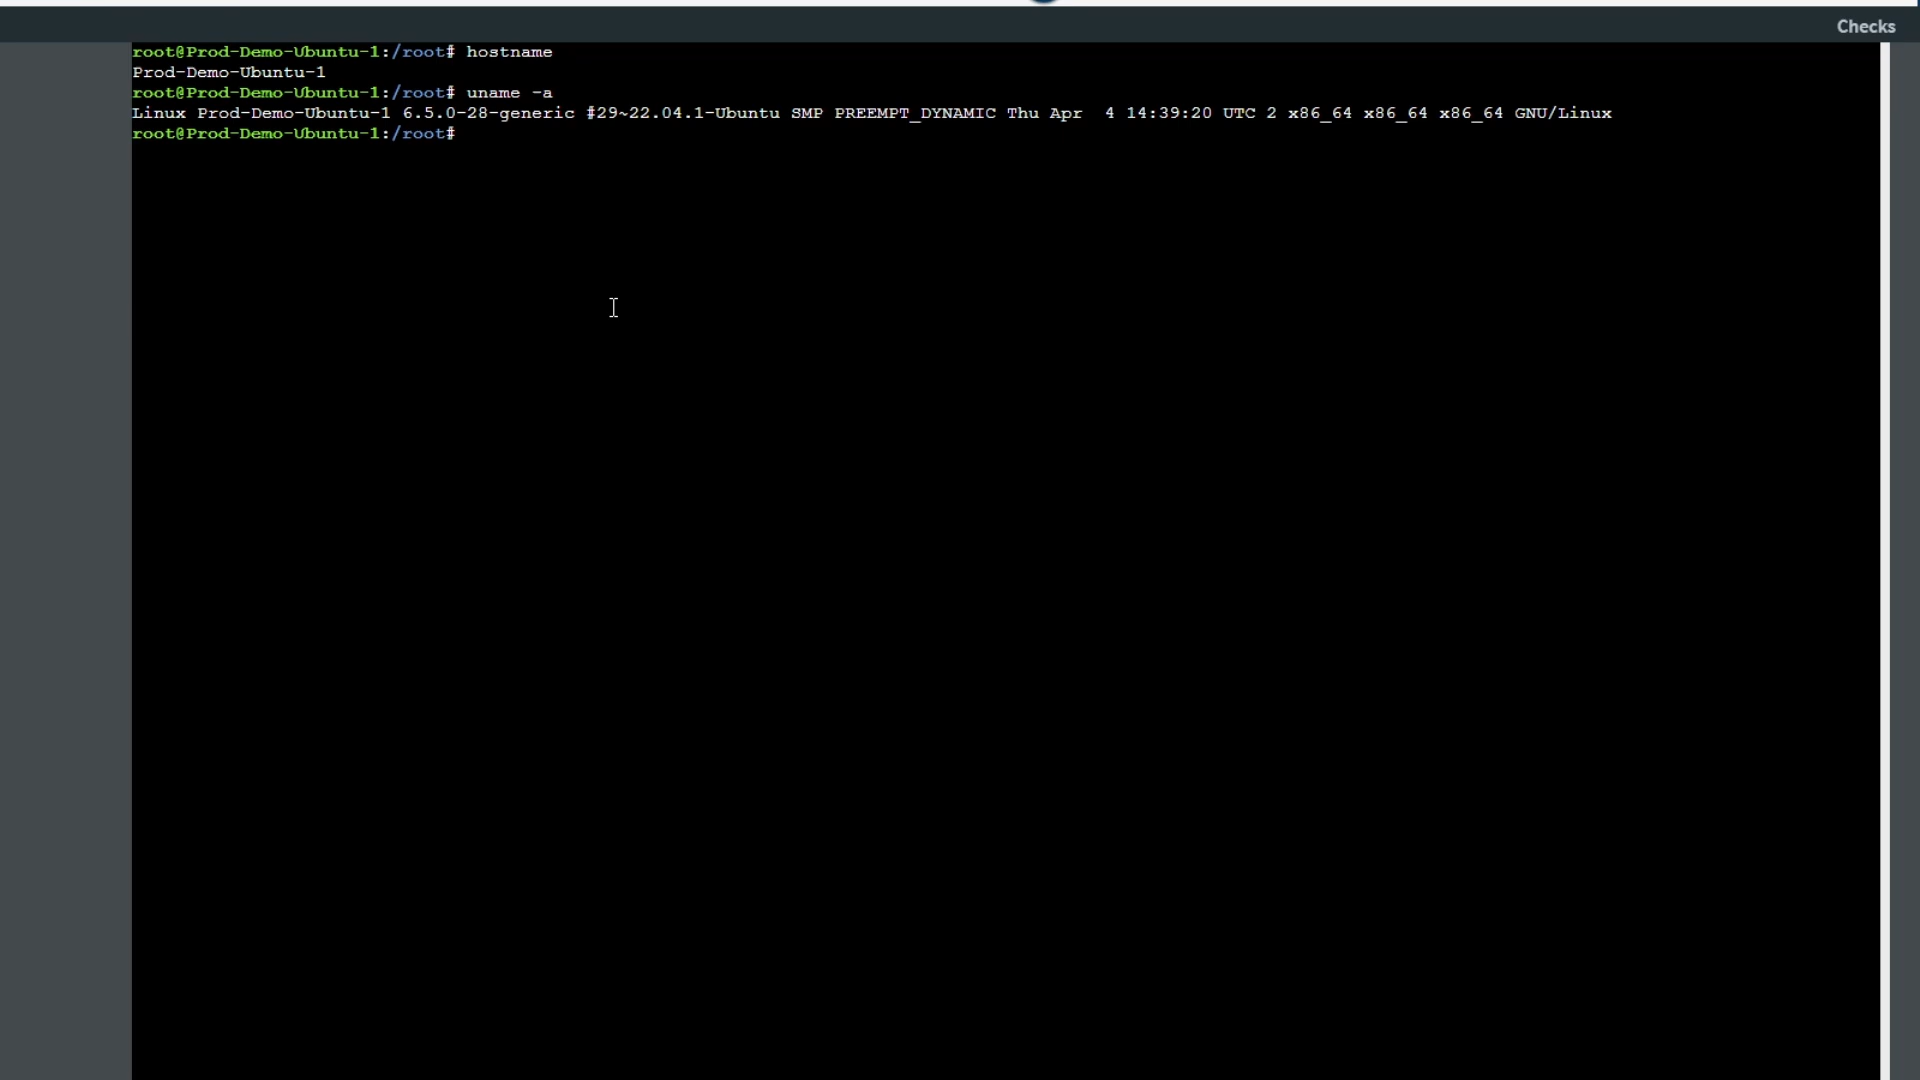 Checks
root@Prod-Demo-Ubuntu-1:/root# hostname
Prod-Demo-Ubuntu-1
root@Prod-Demo-Ubuntu-1:/root# uname -a
Linux Prod-Demo-Ubuntu-1 6.5.0-28-generic #29~22.04.1-Ubuntu SMP PREEMPT_DYNAMIC Thu Apr  4 14:39:20 UTC 2 x86_64 x86_64 x86_64 GNU/Linux
root@Prod-Demo-Ubuntu-1:/root#